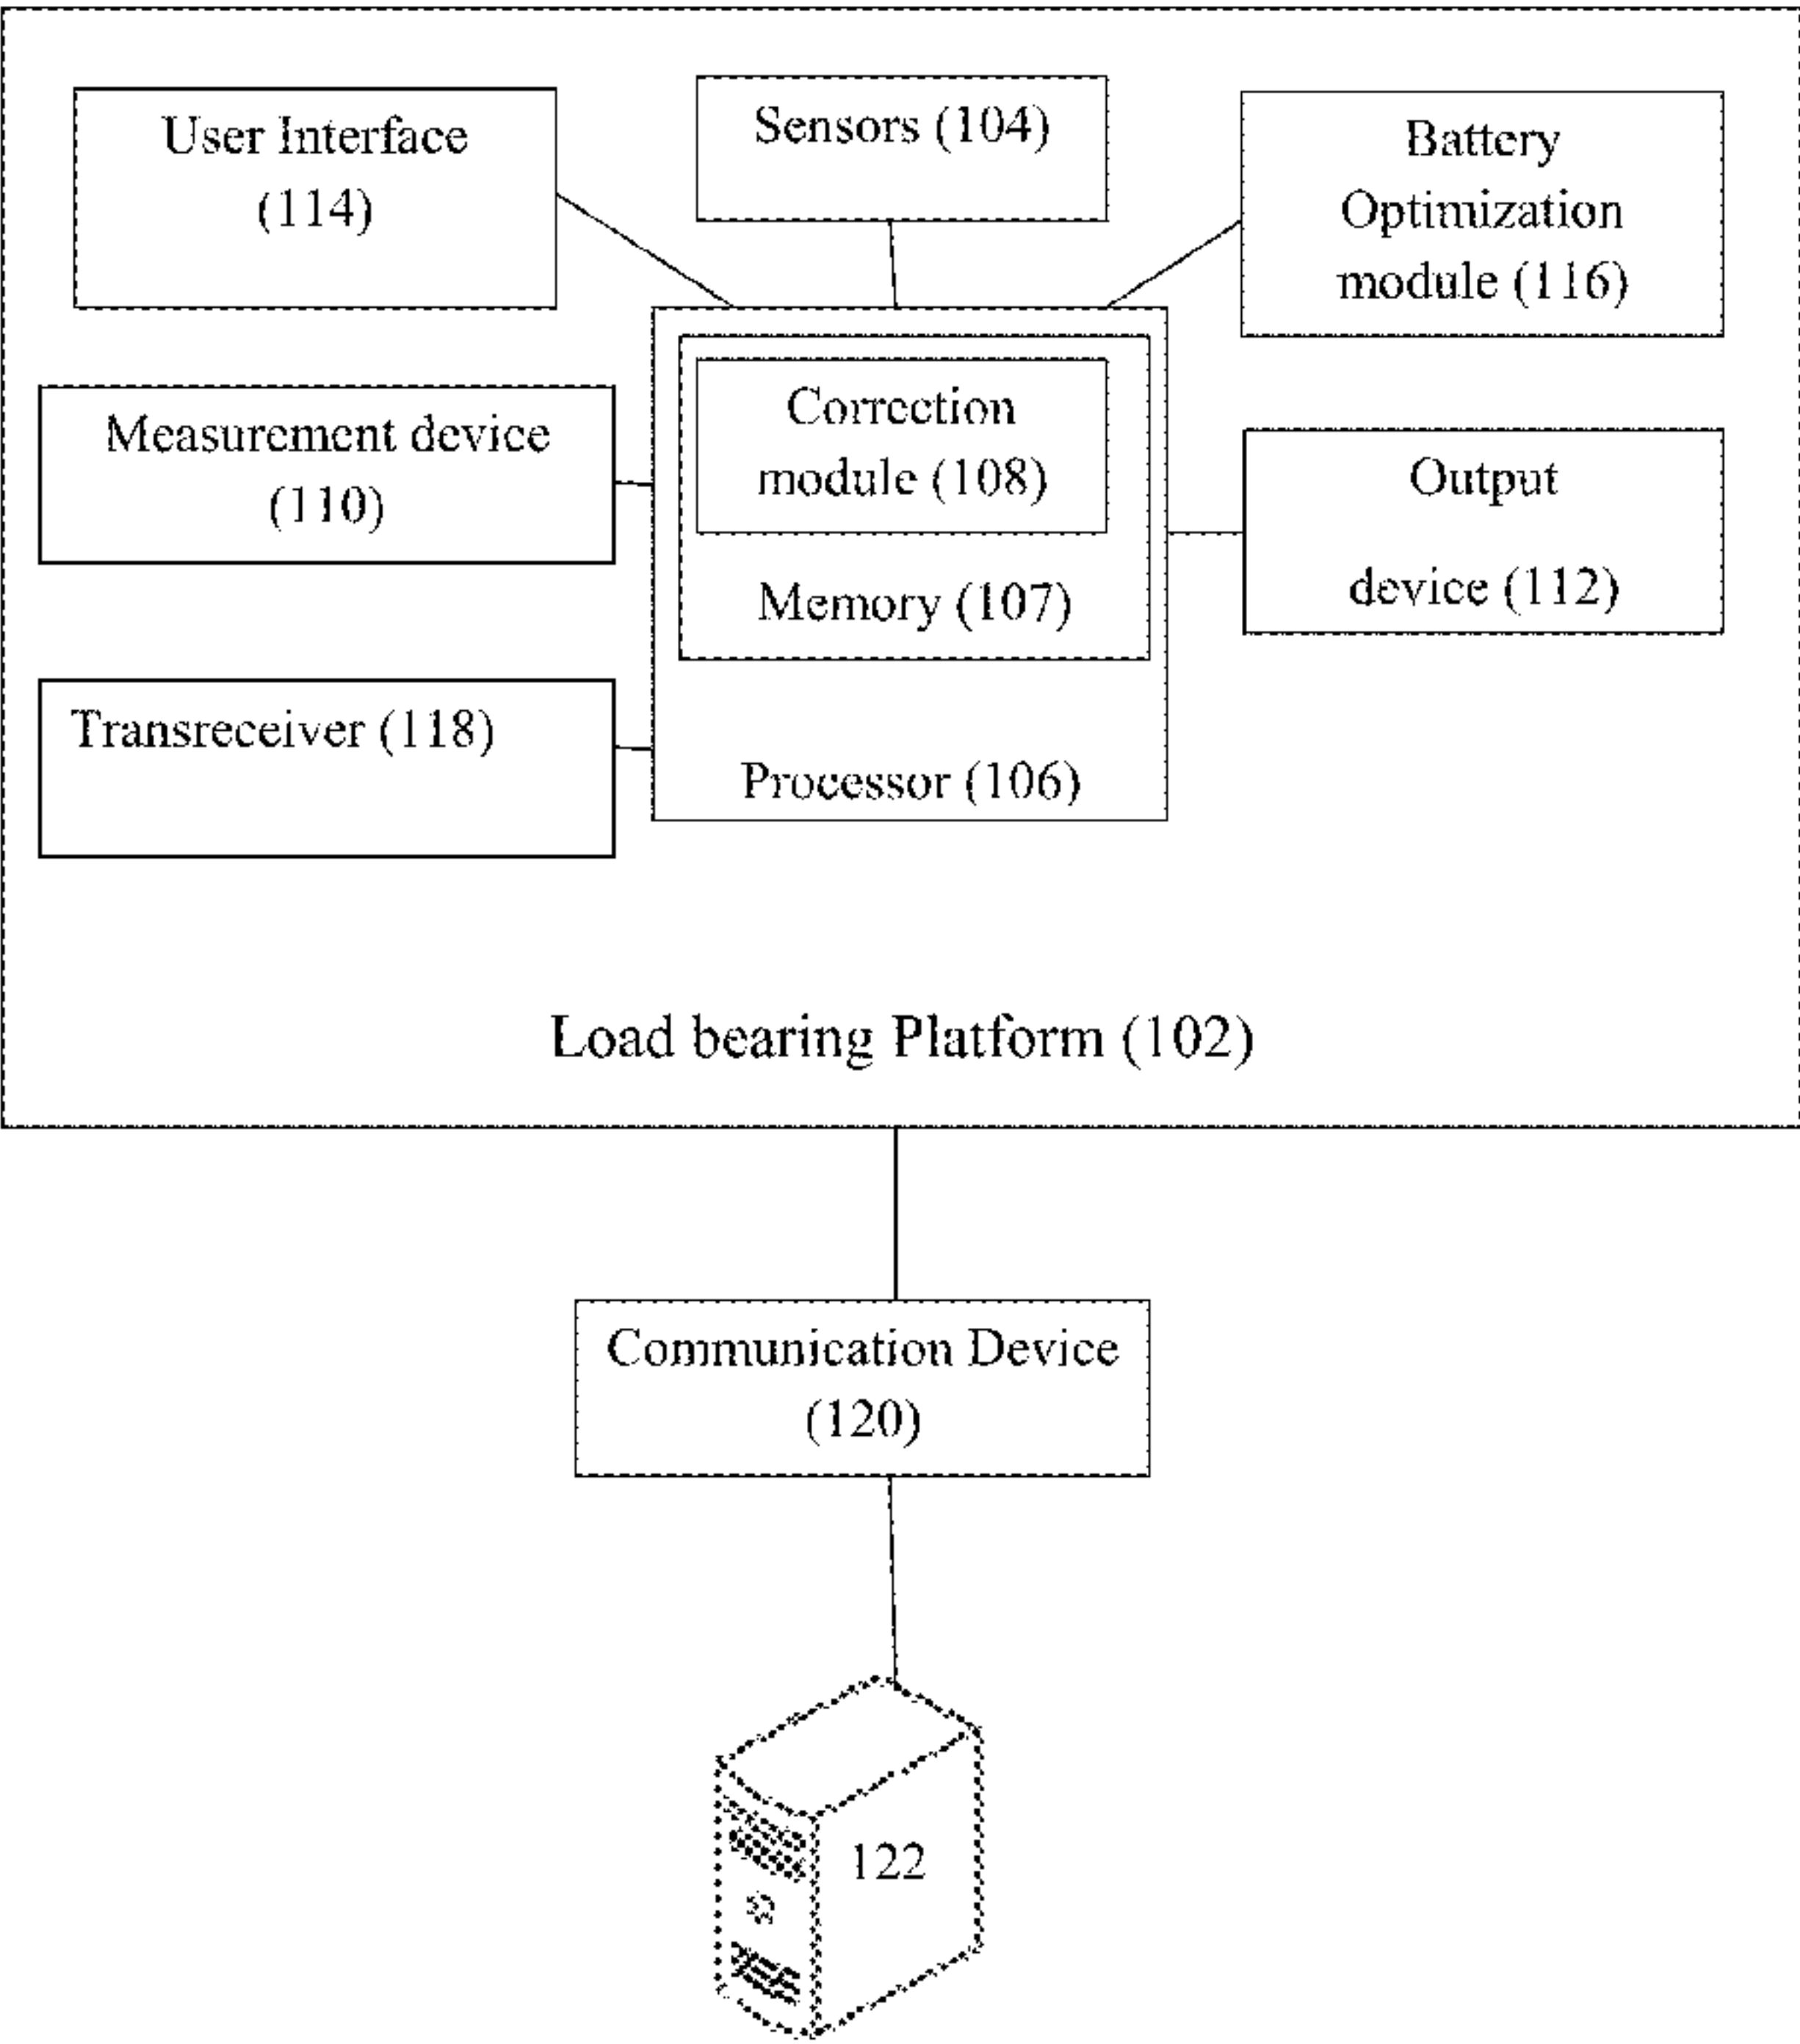 User Interface
(114)
Sensors (104)
Battery
Optimization
module (116)
Measurement device
(110)
Correction
module (108)
Memory (107)
Output
device (112)
Transreceiver (118)
Processor (106)
Load bearing Platform (102)
Communication Device
(120)
122